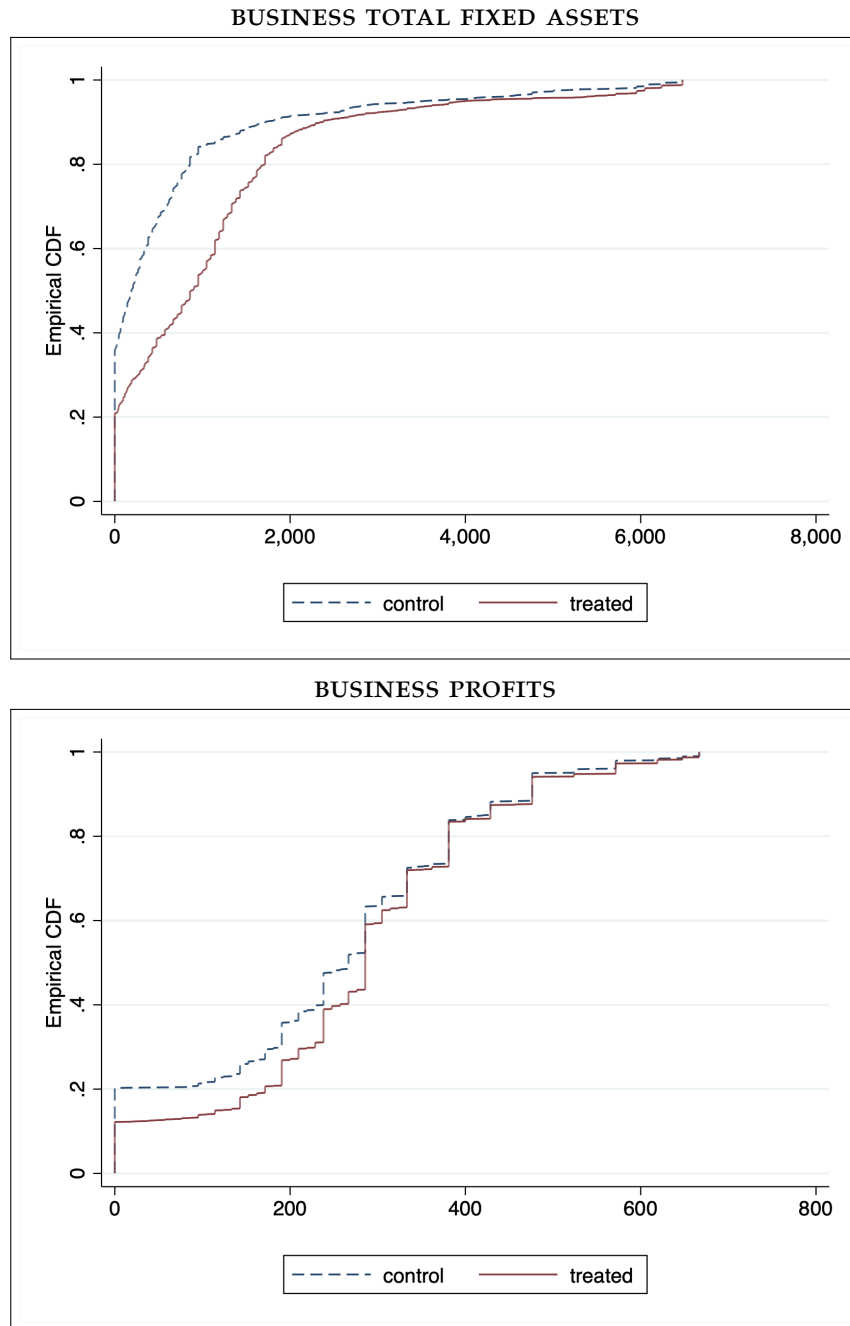 BUSINESS TOTAL FIXED ASSETS
1
.8
.6
.4
.2
0
Empirical CDF
0 2,000 4,000 6,000 8,000
control treated
BUSINESS PROFITS
1
.8
.6
.4
.2
0
Empirical CDF
0 200 400 600 800
control treated